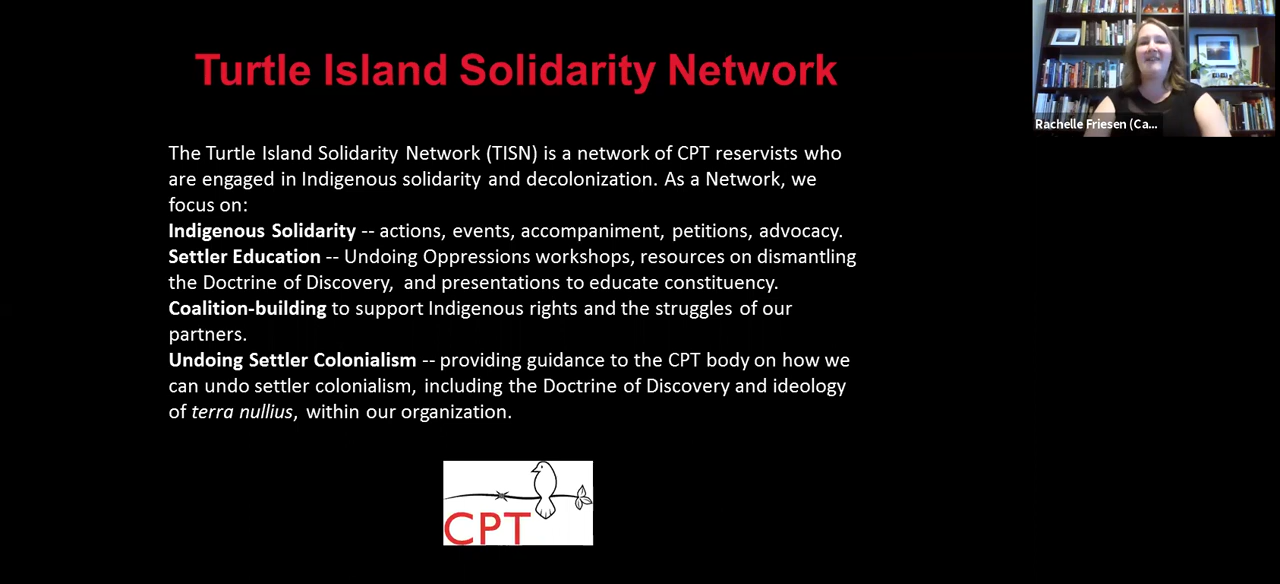 Turtle Island Solidarity Network
Rachelle Friesen (Ca...
The Turtle Island Solidarity Network (TISN) is a network of CPT reservists who
are engaged in Indigenous solidarity and decolonization. As a Network, we
focus on:
Indigenous Solidarity -- actions, events, accompaniment, petitions, advocacy.
Settler Education -- Undoing Oppressions workshops, resources on dismantling
the Doctrine of Discovery, and presentations to educate constituency.
Coalition-building to support Indigenous rights and the struggles of our
partners.
Undoing Settler Colonialism -- providing guidance to the CPT body on how we
can undo settler colonialism, including the Doctrine of Discovery and ideology
of terra nullius, within our organization.
CPT